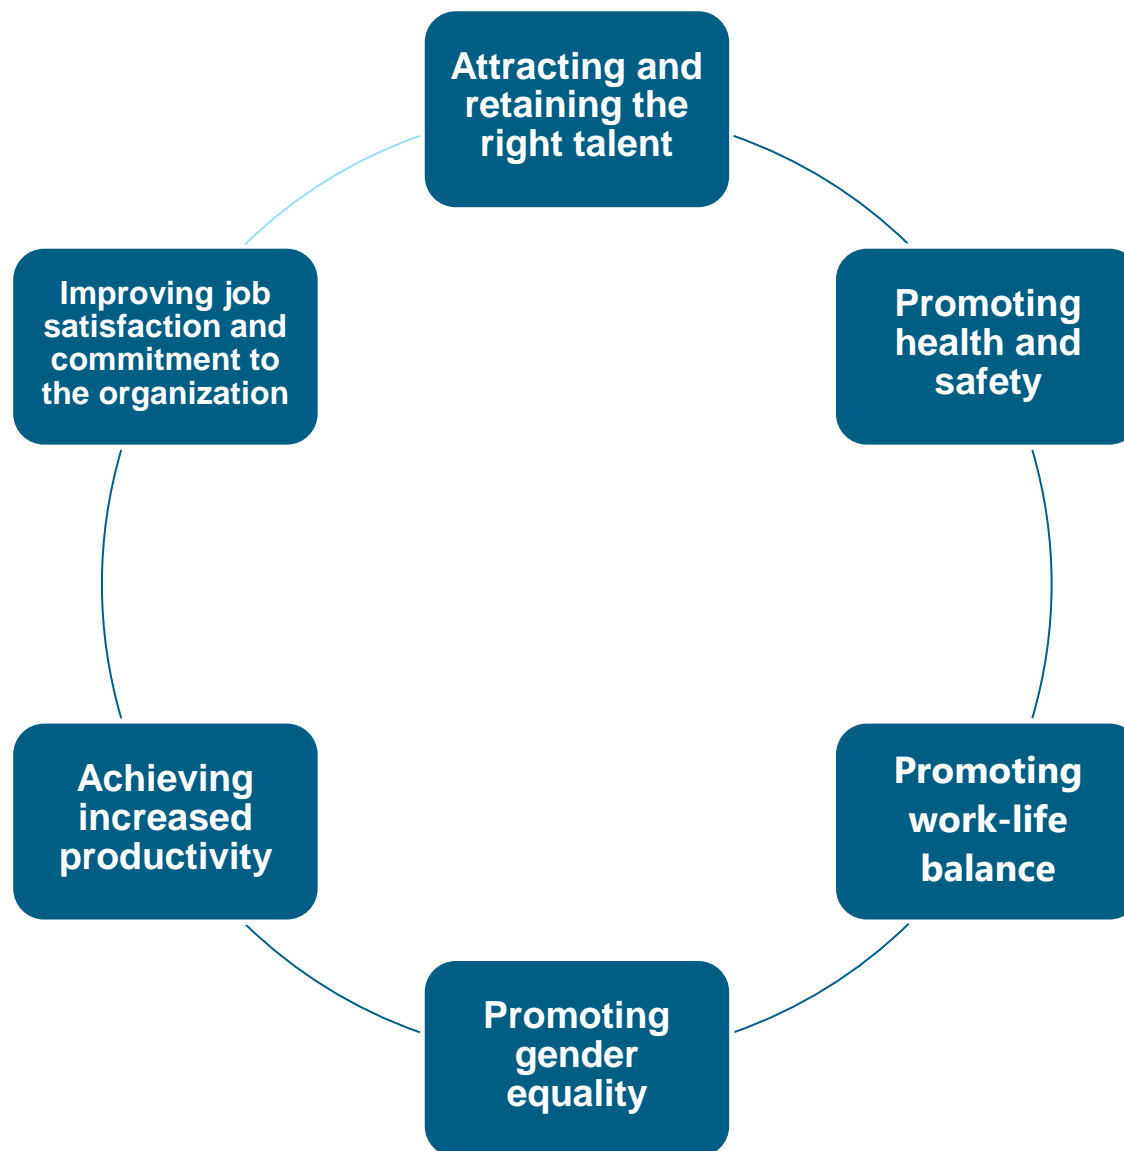 Attracting and
retaining the
right talent
Promoting
health and
safety
Promoting
work-life
balance
Promoting
gender
equality
Achieving
increased
productivity
Improving job
satisfaction and
commitment to
the organization